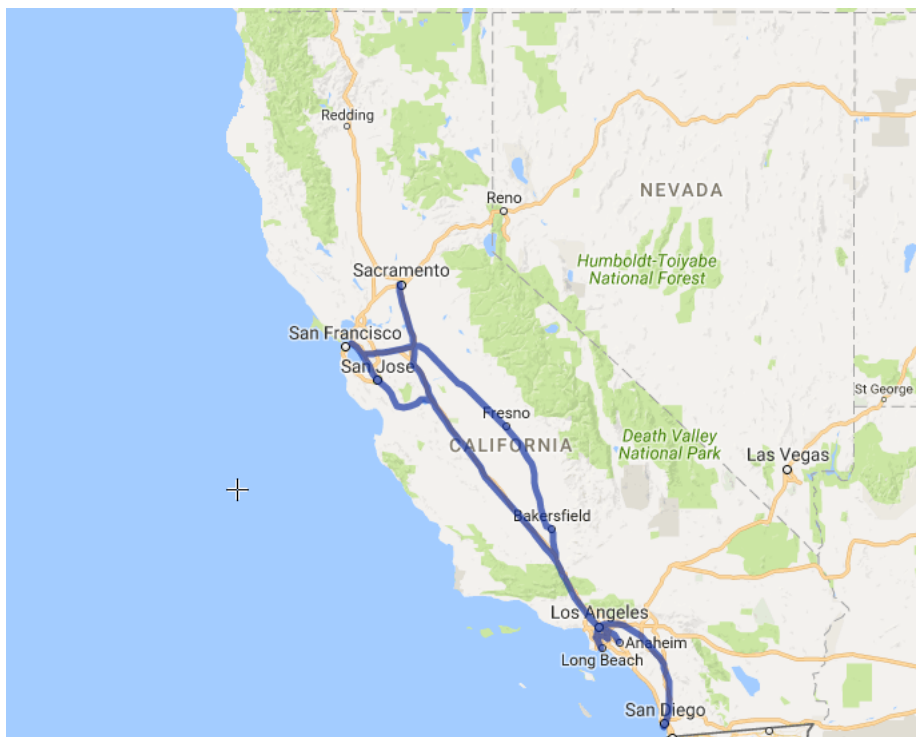 Redding
Reno
NEVADA
Humboldt-Toiyabe
National Forest
Sacramento
San Francisco
San Jose
St George
Fresno
CALIFORNIA
Death Valley
National Park
Las Vegas
Bakersfield
Los Angeles
Anaheim
Long Beach
San Diego